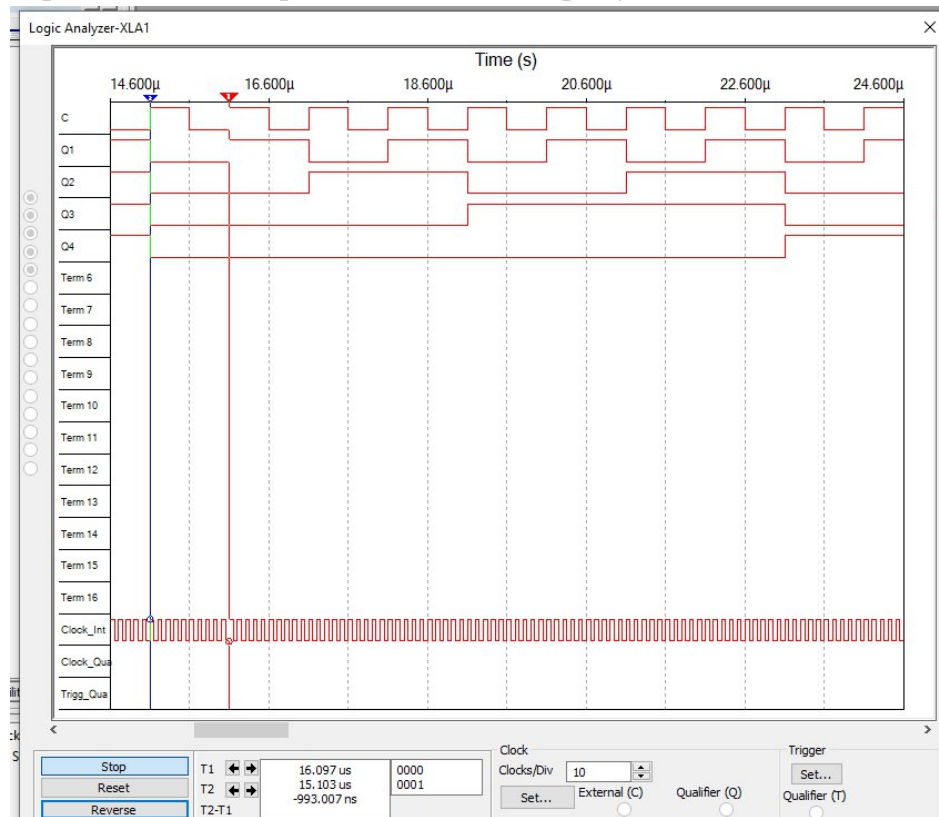 Logic Analyzer-XLA1
Time (s)
14.600µ 16.600µ 18.600µ 20.600µ 22.600µ 24.600µ
2 1
C
Q1
Q2
Q3
Q4
Term 6
Term 7
Term 8
Term 9
Term 10
Term 11
Term 12
Term 13
Term 14
Term 15
Term 16
Clock_Int
Clock_Qua
Trigg_Qua
Stop
Reset
Reverse
T1 16.097 us 0000
T2 15.103 us 0001
T2-T1 -993.007 ns
Clock
Clocks/Div 10
Set... External (C) Qualifier (Q)
Trigger
Set...
Qualifier (T)